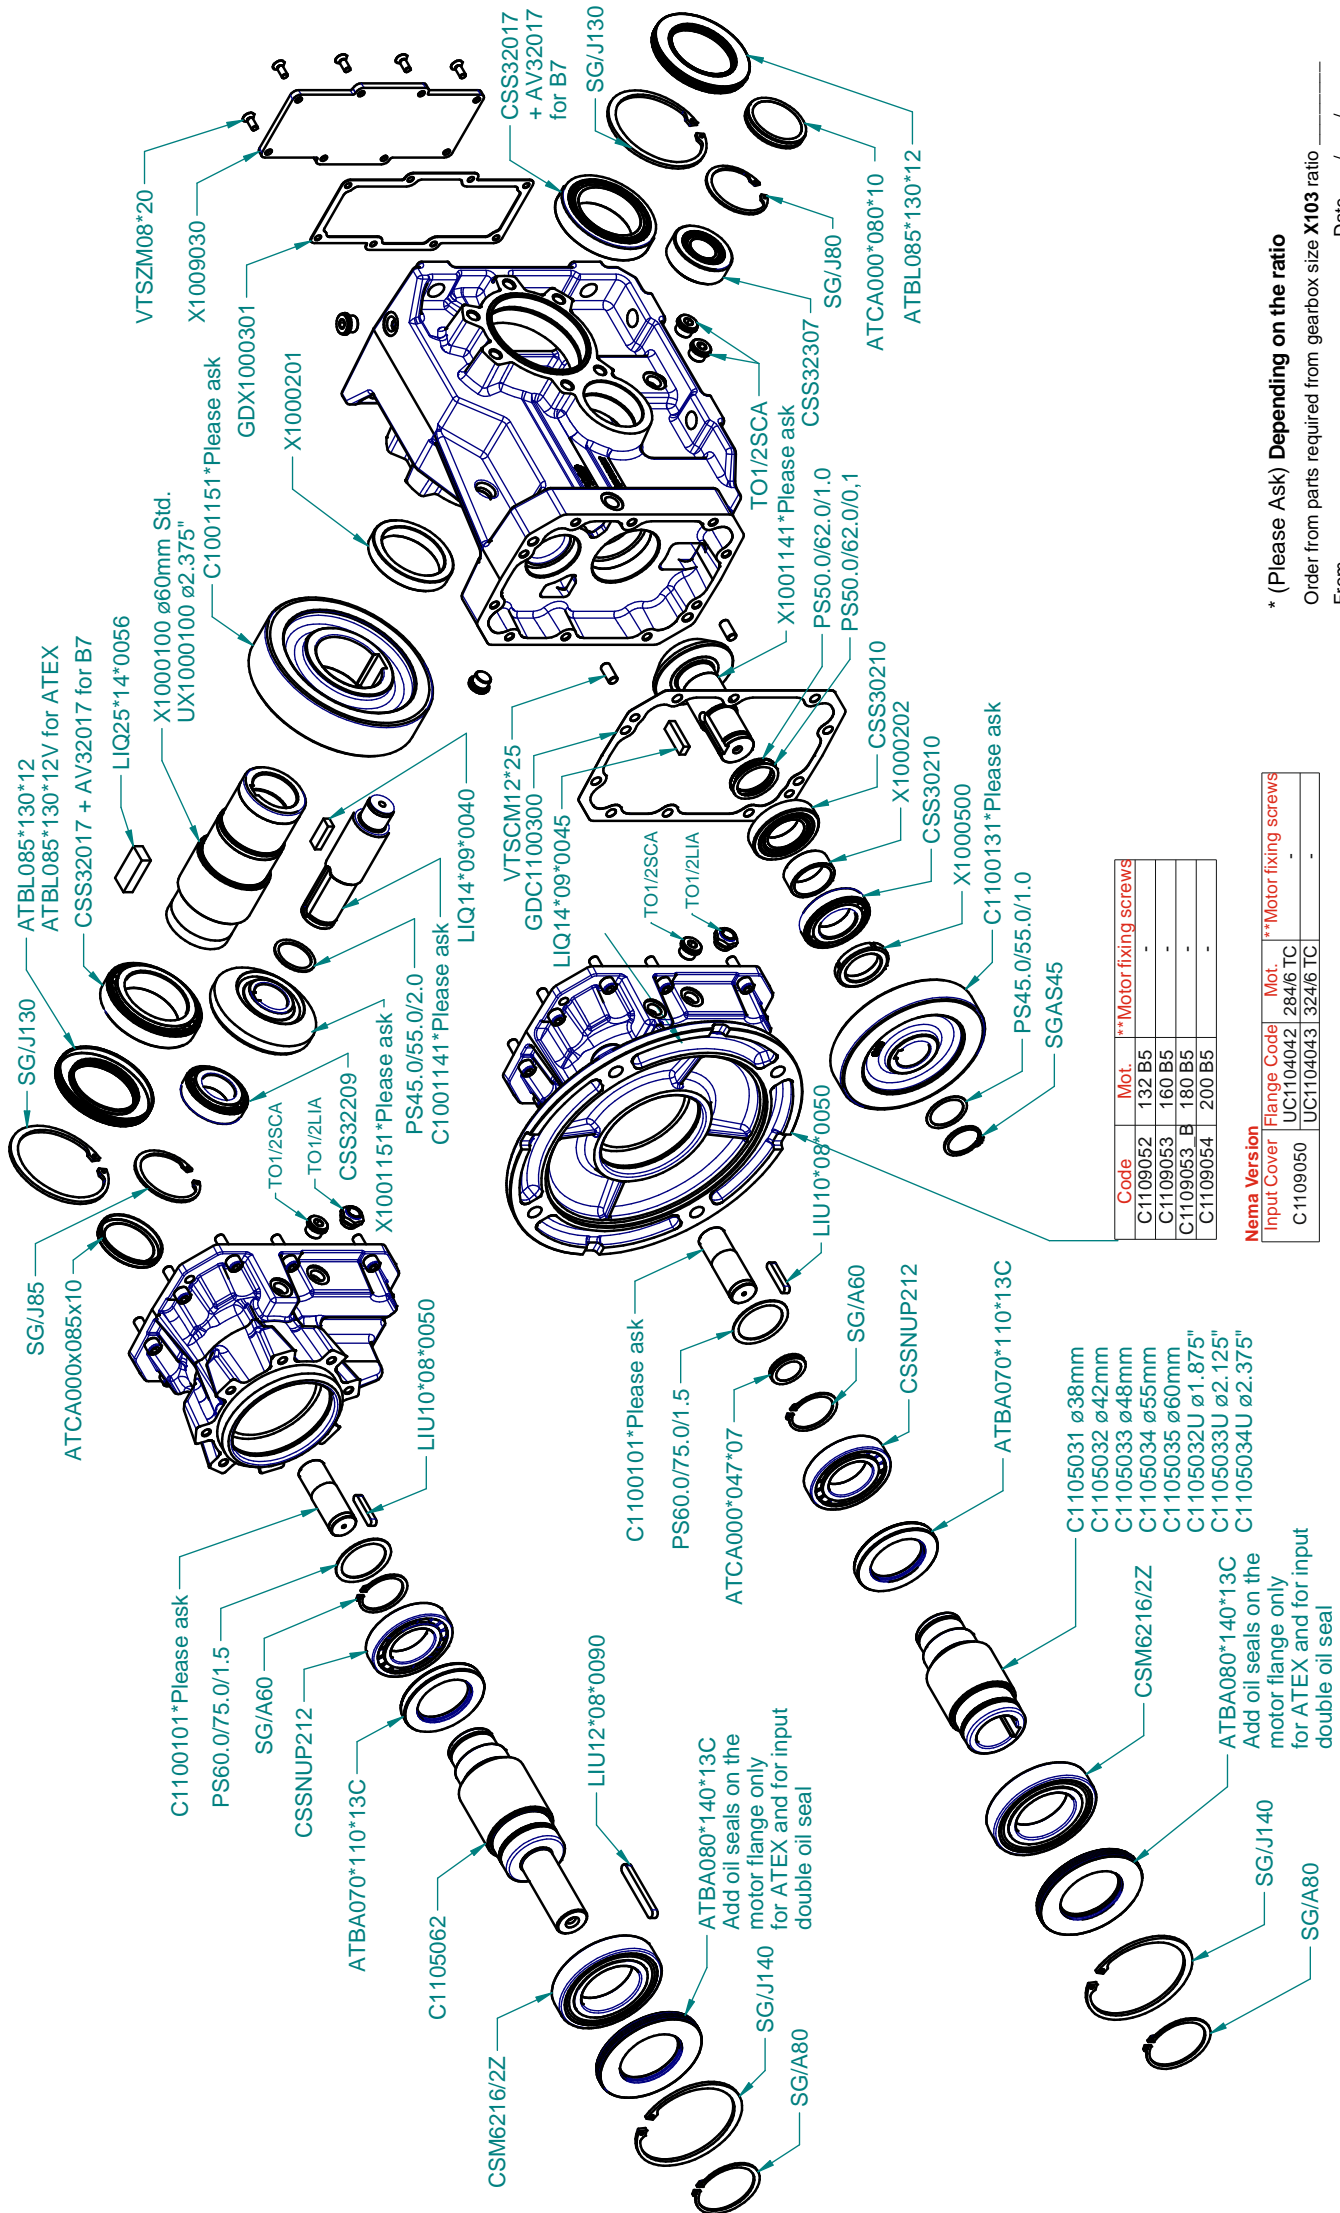 SG/J130
ATBL085*130*12
ATBL085*130*12V for ATEX
CSS32017 + AV32017 for B7
LIQ25*14*0056
X1000100 ø60mm Std.
UX1000100 ø2.375"
C1001151*Please ask
X1000201
GDX1000301
X1009030
VTSZM08*20
CSS32017
+ AV32017
for B7
SG/J130
SG/J80
ATCA000*080*10
ATBL085*130*12
CSS32307
TO1/2SCA
X1001141*Please ask
PS50.0/62.0/1.0
PS50.0/62.0/0,1
CSS30210
X1000202
CSS30210
X1000500
C1100131*Please ask
PS45.0/55.0/1.0
SGAS45
VTSCM12*25
GDC1100300
LIQ14*09*0045
TO1/2SCA
TO1/2LIA
LIQ14*09*0040
C1001141*Please ask
PS45.0/55.0/2.0
X1001151*Please ask
CSS32209
TO1/2LIA
TO1/2SCA
SG/J85
ATCA000x085x10
LIU10*08*0050
C1100101*Please ask
PS60.0/75.0/1.5
SG/A60
CSSNUP212
ATBA070*110*13C
C1105062
LIU12*08*0090
CSM6216/2Z
ATBA080*140*13C
Add oil seals on the
motor flange only
for ATEX and for input
double oil seal
SG/J140
SG/A80
LIU10*08*0050
C1100101*Please ask
PS60.0/75.0/1.5
ATCA000*047*07
SG/A60
CSSNUP212
ATBA070*110*13C
C1105031 ø38mm
C1105032 ø42mm
C1105033 ø48mm
C1105034 ø55mm
C1105035 ø60mm
C1105032U ø1.875"
C1105033U ø2.125"
C1105034U ø2.375"
CSM6216/2Z
ATBA080*140*13C
Add oil seals on the
motor flange only
for ATEX and for input
double oil seal
SG/J140
SG/A80
Code Mot. **Motor fixing screws
C1109052 132 B5 -
C1109053 160 B5 -
C1109053_B 180 B5 -
C1109054 200 B5 -
Nema Version
Input Cover Flange Code Mot. **Motor fixing screws
C1109050 UC1104042 284/6 TC -
UC1104043 324/6 TC -
* (Please Ask) Depending on the ratio
Order from parts required from gearbox size X103 ratio